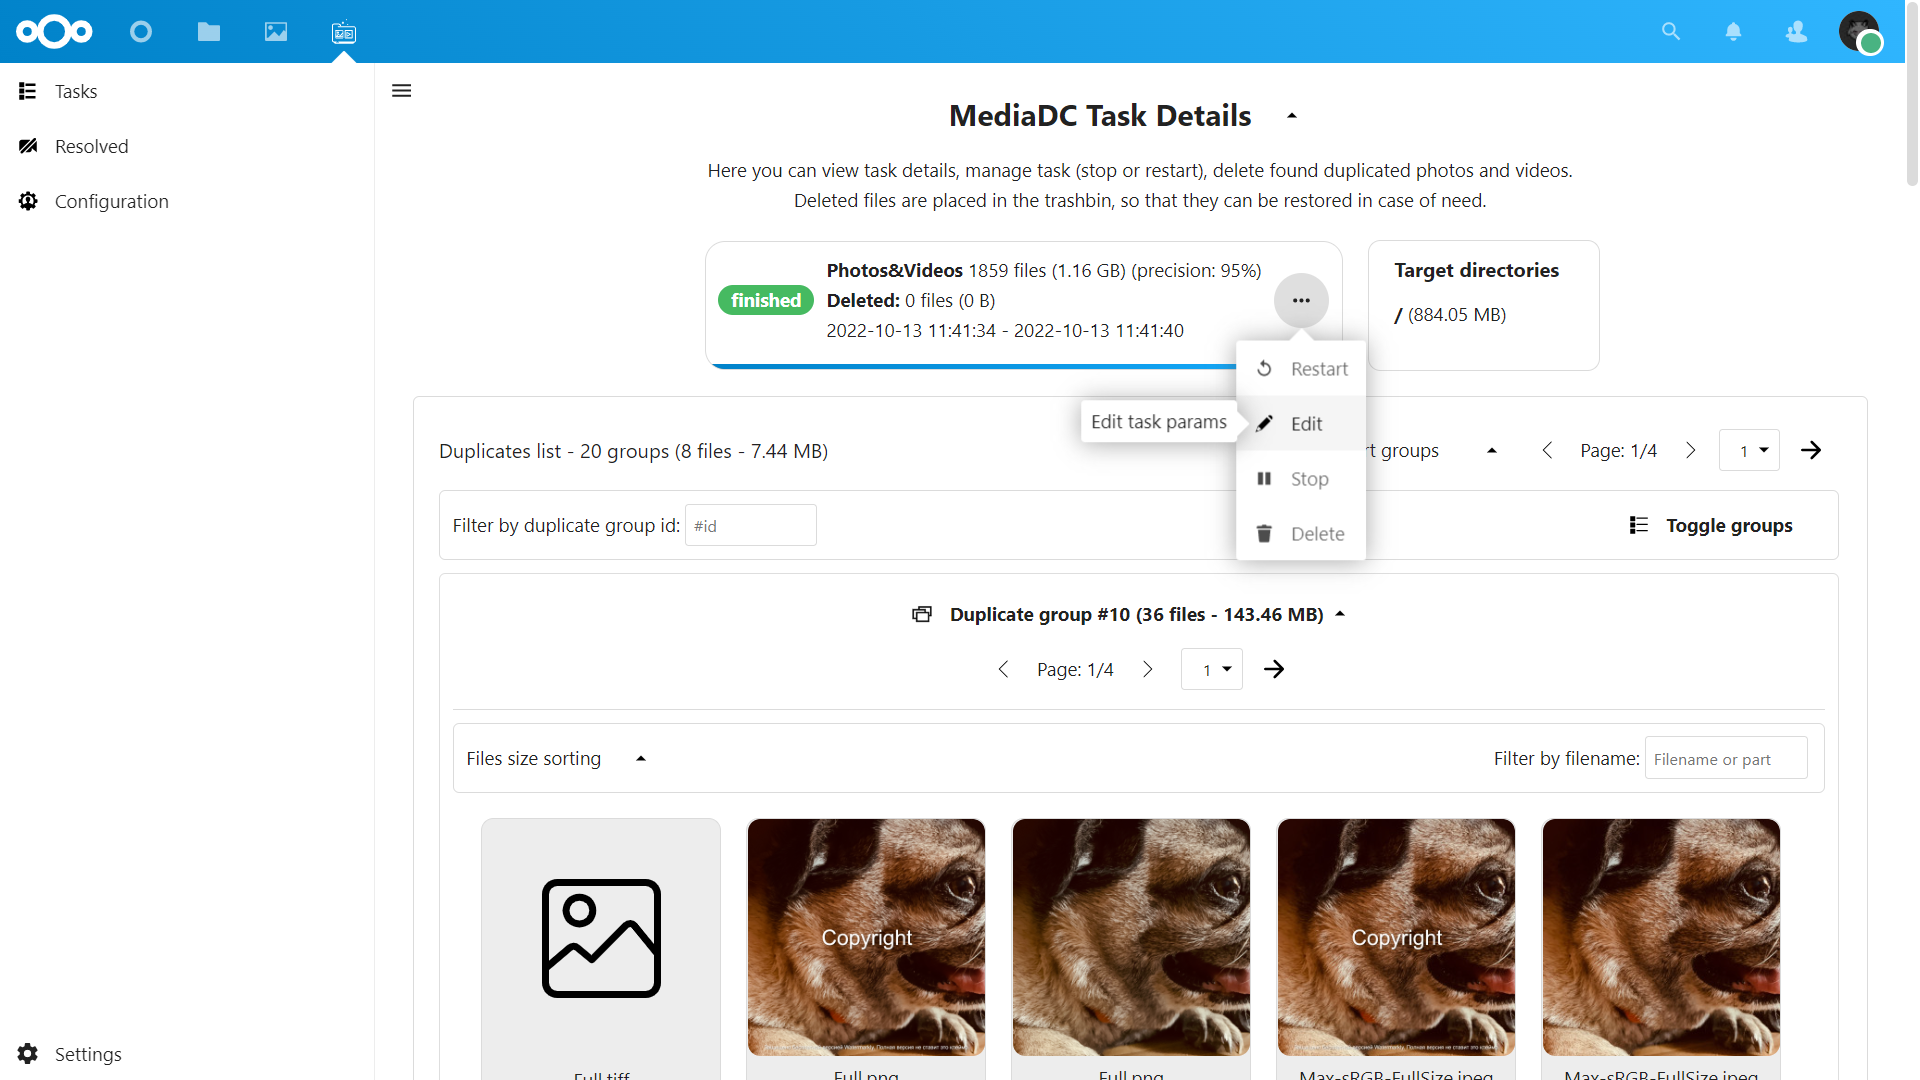 Tasks
Resolved
Configuration
MediaDC Task Details
Here you can view task details, manage task (stop or restart), delete found duplicated photos and videos.
Deleted files are placed in the trashbin, so that they can be restored in case of need.
finished
Photos&Videos 1859 files (1.16 GB) (precision: 95%)
Deleted: 0 files (0 B)
2022-10-13 11:41:34 - 2022-10-13 11:41:40
Target directories
/ (884.05 MB)
Restart
Edit task params
Edit
Stop
Delete
Duplicates list - 20 groups (8 files - 7.44 MB)
groups
Page: 1/4
1
Filter by duplicate group id: #id
Toggle groups
Duplicate group #10 (36 files - 143.46 MB)
Page: 1/4
1
Files size sorting
Filter by filename: Filename or part
Copyright
Copyright
Full.tiff
Full.png
Full.png
Max-sRGB-FullSize.jpeg
Max-sRGB-FullSize.jpeg
Settings